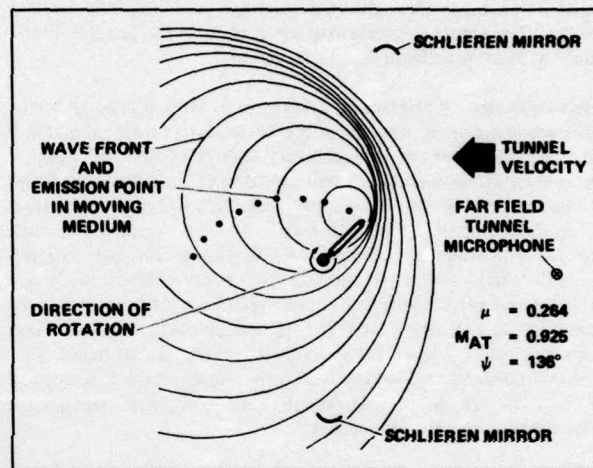 SCHLIEREN MIRROR
WAVE FRONT
AND
EMISSION POINT
IN MOVING
MEDIUM
TUNNEL
VELOCITY
FAR FIELD
TUNNEL
MICROPHONE
DIRECTION OF
ROTATION
μ = 0.264
MAT = 0.925
ψ = 136°
SCHLIEREN MIRROR